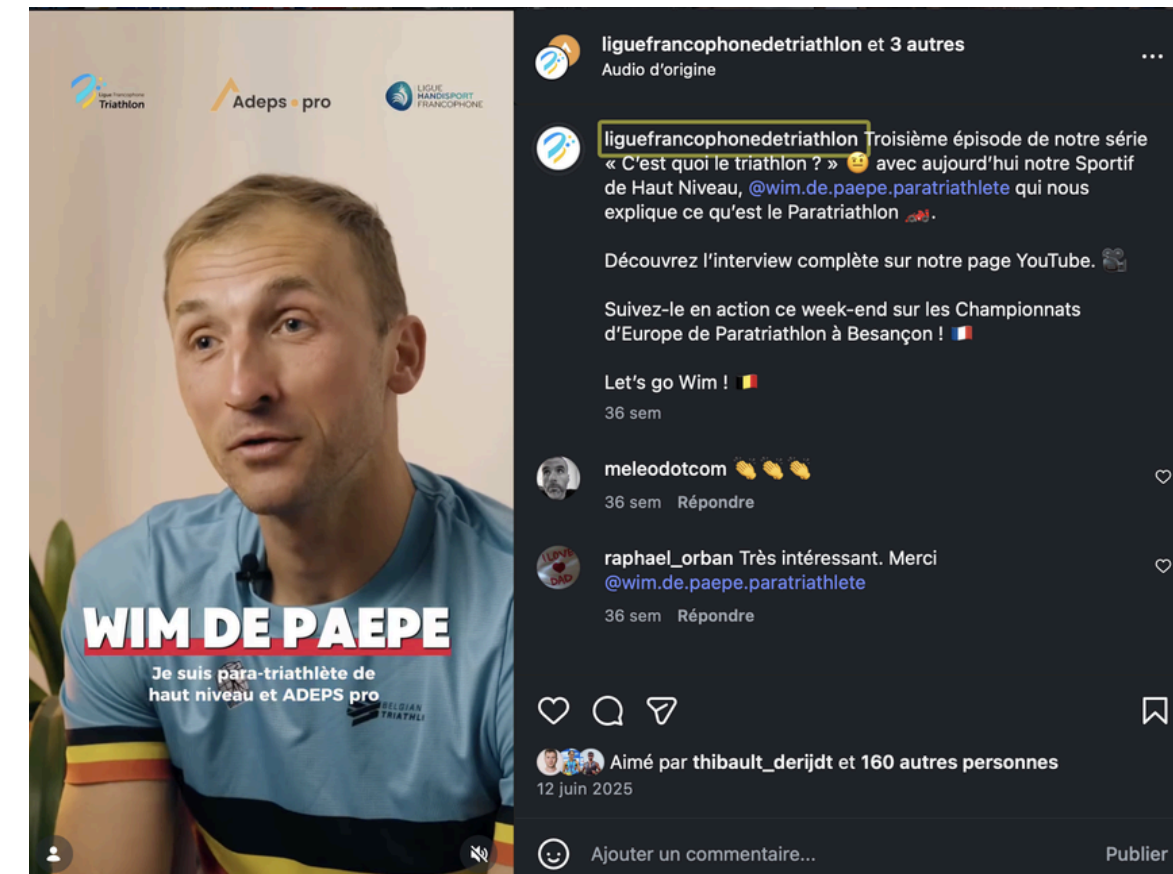 Ligue Francophone
Triathlon
Adeps pro
LIGUE
HANDISPORT
FRANCOPHONE
WIM DE PAEPE
Je suis para-triathlète de
haut niveau et ADEPS pro
BELGIAN
TRIATHL
liguefrancophonedetriathlon et 3 autres
Audio d'origine
liguefrancophonedetriathlon Troisième épisode de notre série
« C'est quoi le triathlon ? » 🤨 avec aujourd'hui notre Sportif
de Haut Niveau, @wim.de.paepe.paratriathlete qui nous
explique ce qu'est le Paratriathlon 🏎️.
Découvrez l'interview complète sur notre page YouTube. 🎥
Suivez-le en action ce week-end sur les Championnats
d'Europe de Paratriathlon à Besançon ! 🇫🇷
Let's go Wim ! 🇧🇪
36 sem
meleodotcom 👏👏👏
36 sem Répondre
I LOVE
DAD
raphael_orban Très intéressant. Merci
@wim.de.paepe.paratriathlete
36 sem Répondre
Aimé par thibault_derijdt et 160 autres personnes
12 juin 2025
Ajouter un commentaire...
Publier